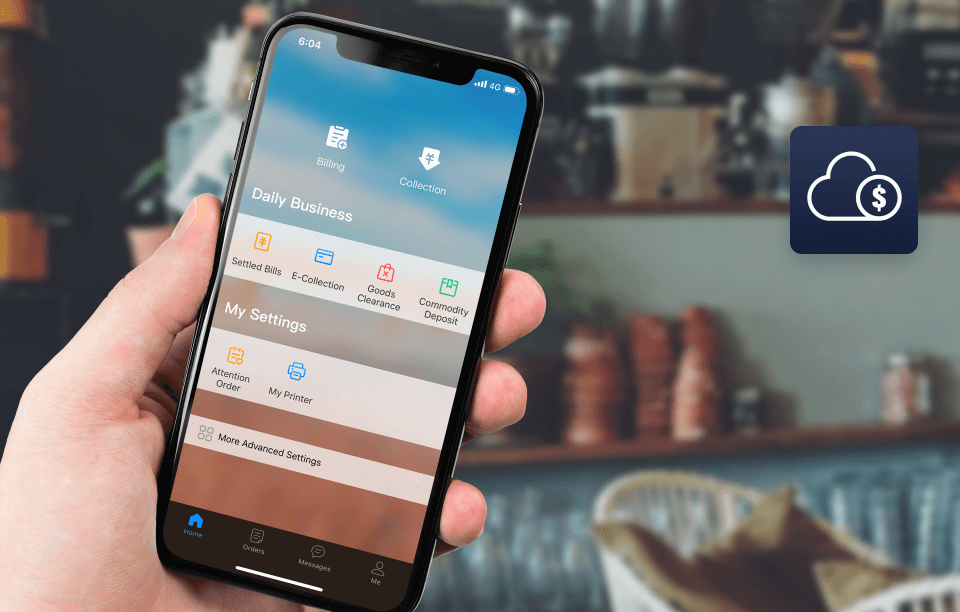 6:04
4G
Billing
Collection
Daily Business
Settled Bills
E-Collection
Goods
Clearance
Commodity
Deposit
My Settings
Attention
Order
My Printer
More Advanced Settings
Home
Orders
Messages
Me
¥
¥
$